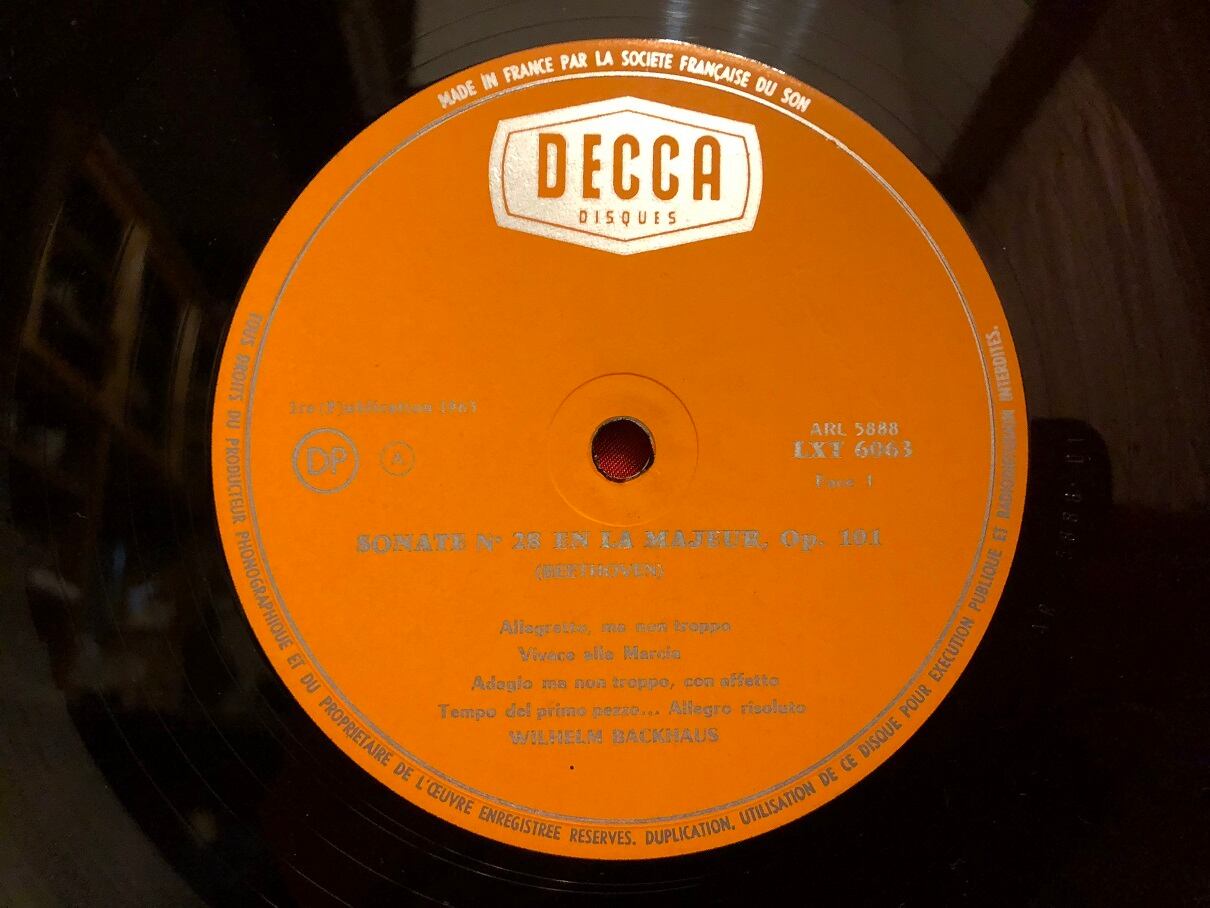 MADE IN FRANCE PAR LA SOCIETE FRANÇAISE DU SON
DECCA
DISQUES
1re (P)ublication 1963
DP
A
ARL 5888
LXT 6063
Face 1
SONATE N° 28 EN LA MAJEUR, Op. 101
(BEETHOVEN)
Allegretto, ma non troppo
Vivace alla Marcia
Adagio ma non troppo, con affetto
Tempo del primo pezzo... Allegro risoluto
WILHELM BACKHAUS
TOUS DROITS DU PRODUCTEUR PHONOGRAPHIQUE ET DU PROPRIETAIRE DE L'ŒUVRE ENREGISTREE RESERVES. DUPLICATION, UTILISATION DE CE DISQUE POUR EXECUTION PUBLIQUE ET RADIODIFFUSION INTERDITES.